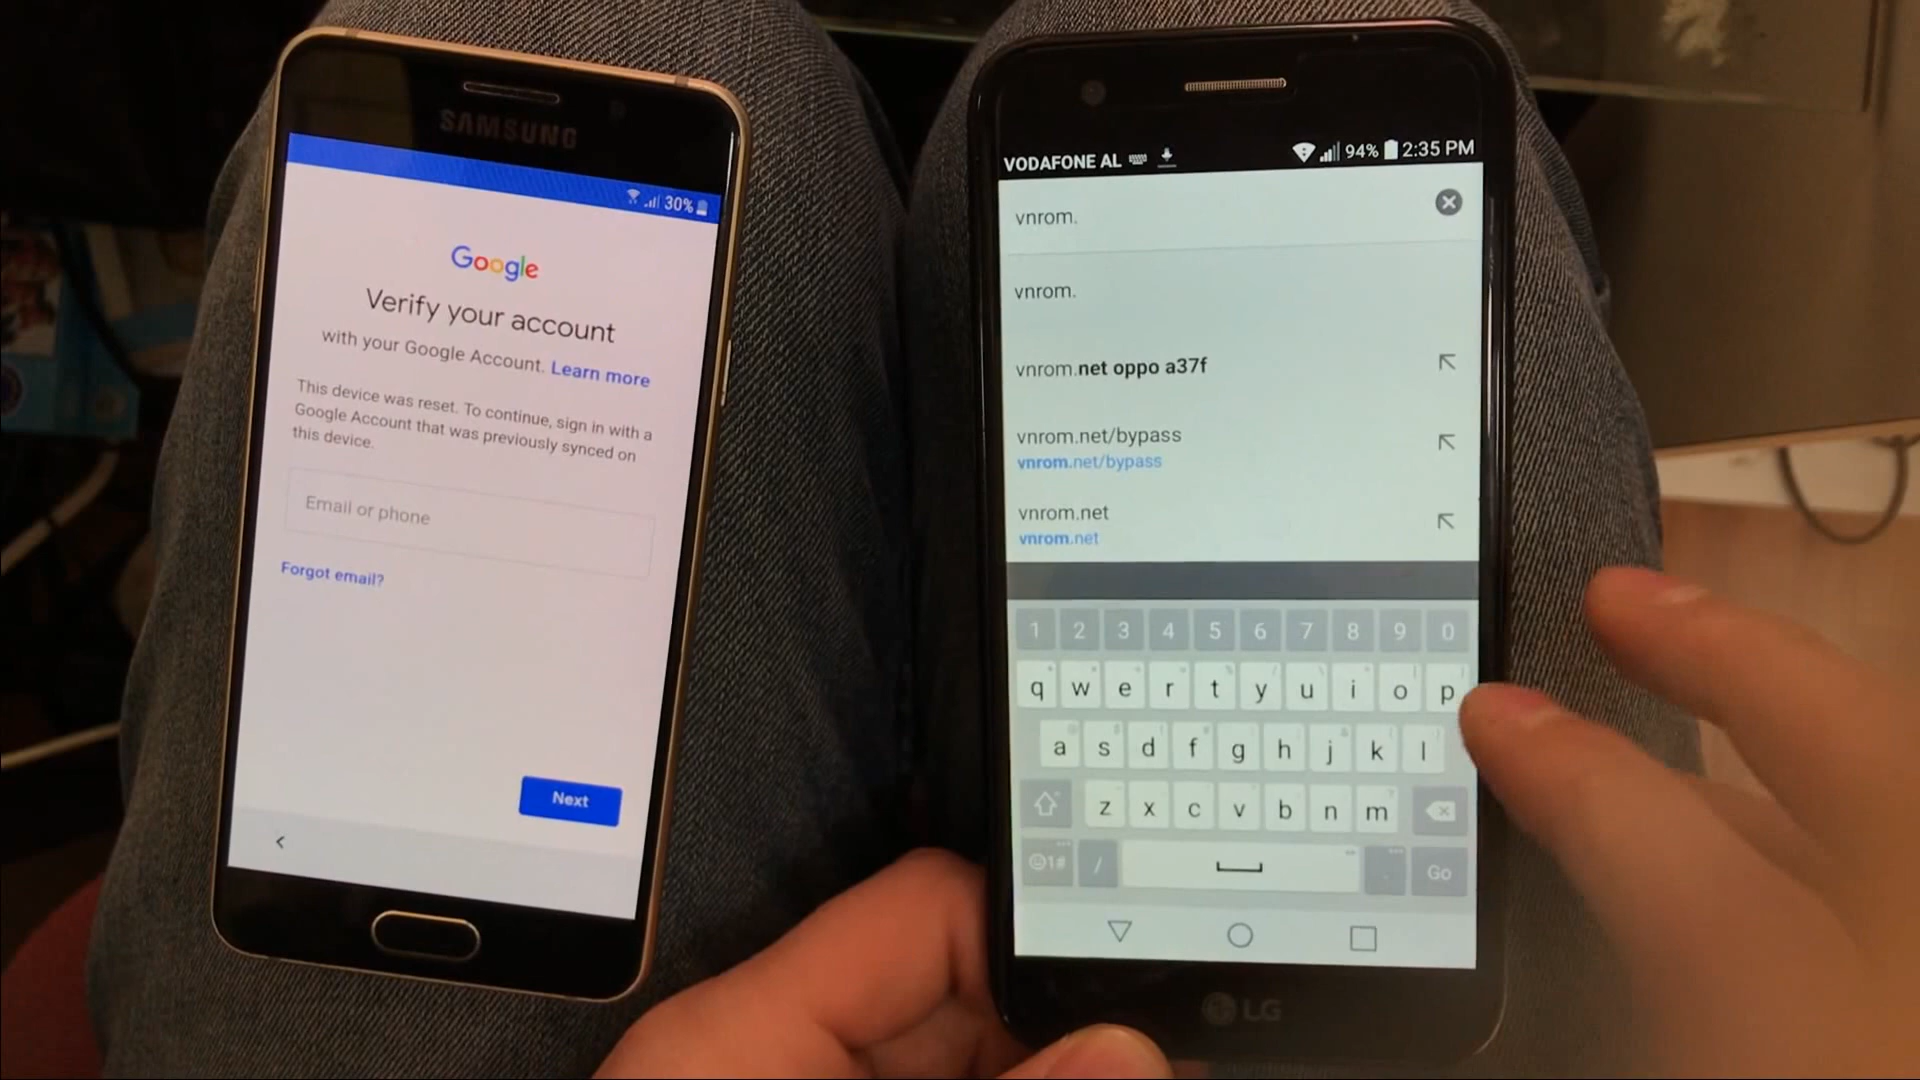 SAMSUNG
30%
Google
Verify your account
with your Google Account. Learn more
This device was reset. To continue, sign in with a
Google Account that was previously synced on
this device.
Email or phone
Forgot email?
Next
VODAFONE AL 94% 2:35 PM
vnrom.
vnrom.
vnrom.net oppo a37f
vnrom.net/bypass
vnrom.net/bypass
vnrom.net
vnrom.net
1 2 3 4 5 6 7 8 9 0
q w e r t y u i o p
a s d f g h j k l
z x c v b n m
1# / . Go
LG